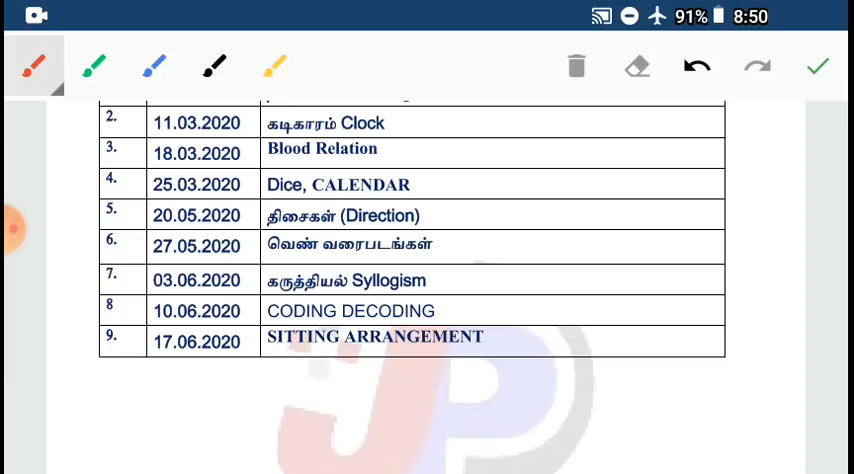 91% 8:50
2. 11.03.2020 கடிகாரம் Clock
3. 18.03.2020 Blood Relation
4. 25.03.2020 Dice, CALENDAR
5. 20.05.2020 திசைகள் (Direction)
6. 27.05.2020 வெண் வரைபடங்கள்
7. 03.06.2020 கருத்தியல் Syllogism
8 10.06.2020 CODING DECODING
9. 17.06.2020 SITTING ARRANGEMENT
JP